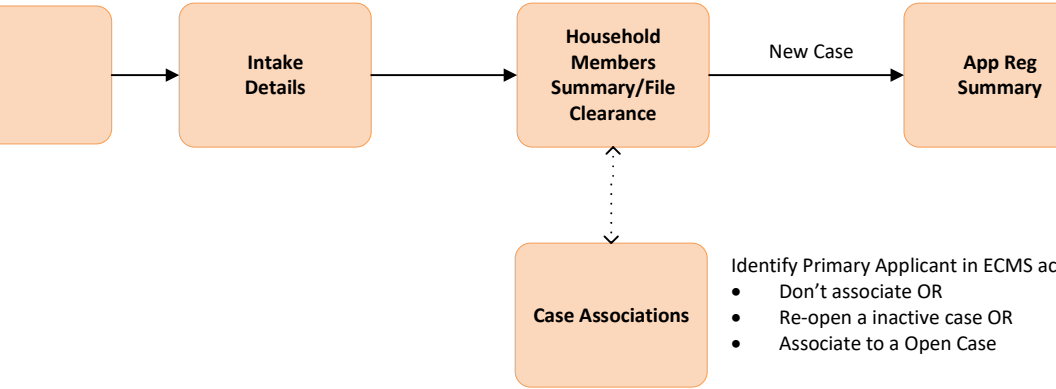 Intake
Details
Household
Members
Summary/File
Clearance
New Case
App Reg
Summary
Case Associations
Identify Primary Applicant in ECMS
• Don't associate OR
• Re-open a inactive case OR
• Associate to a Open Case